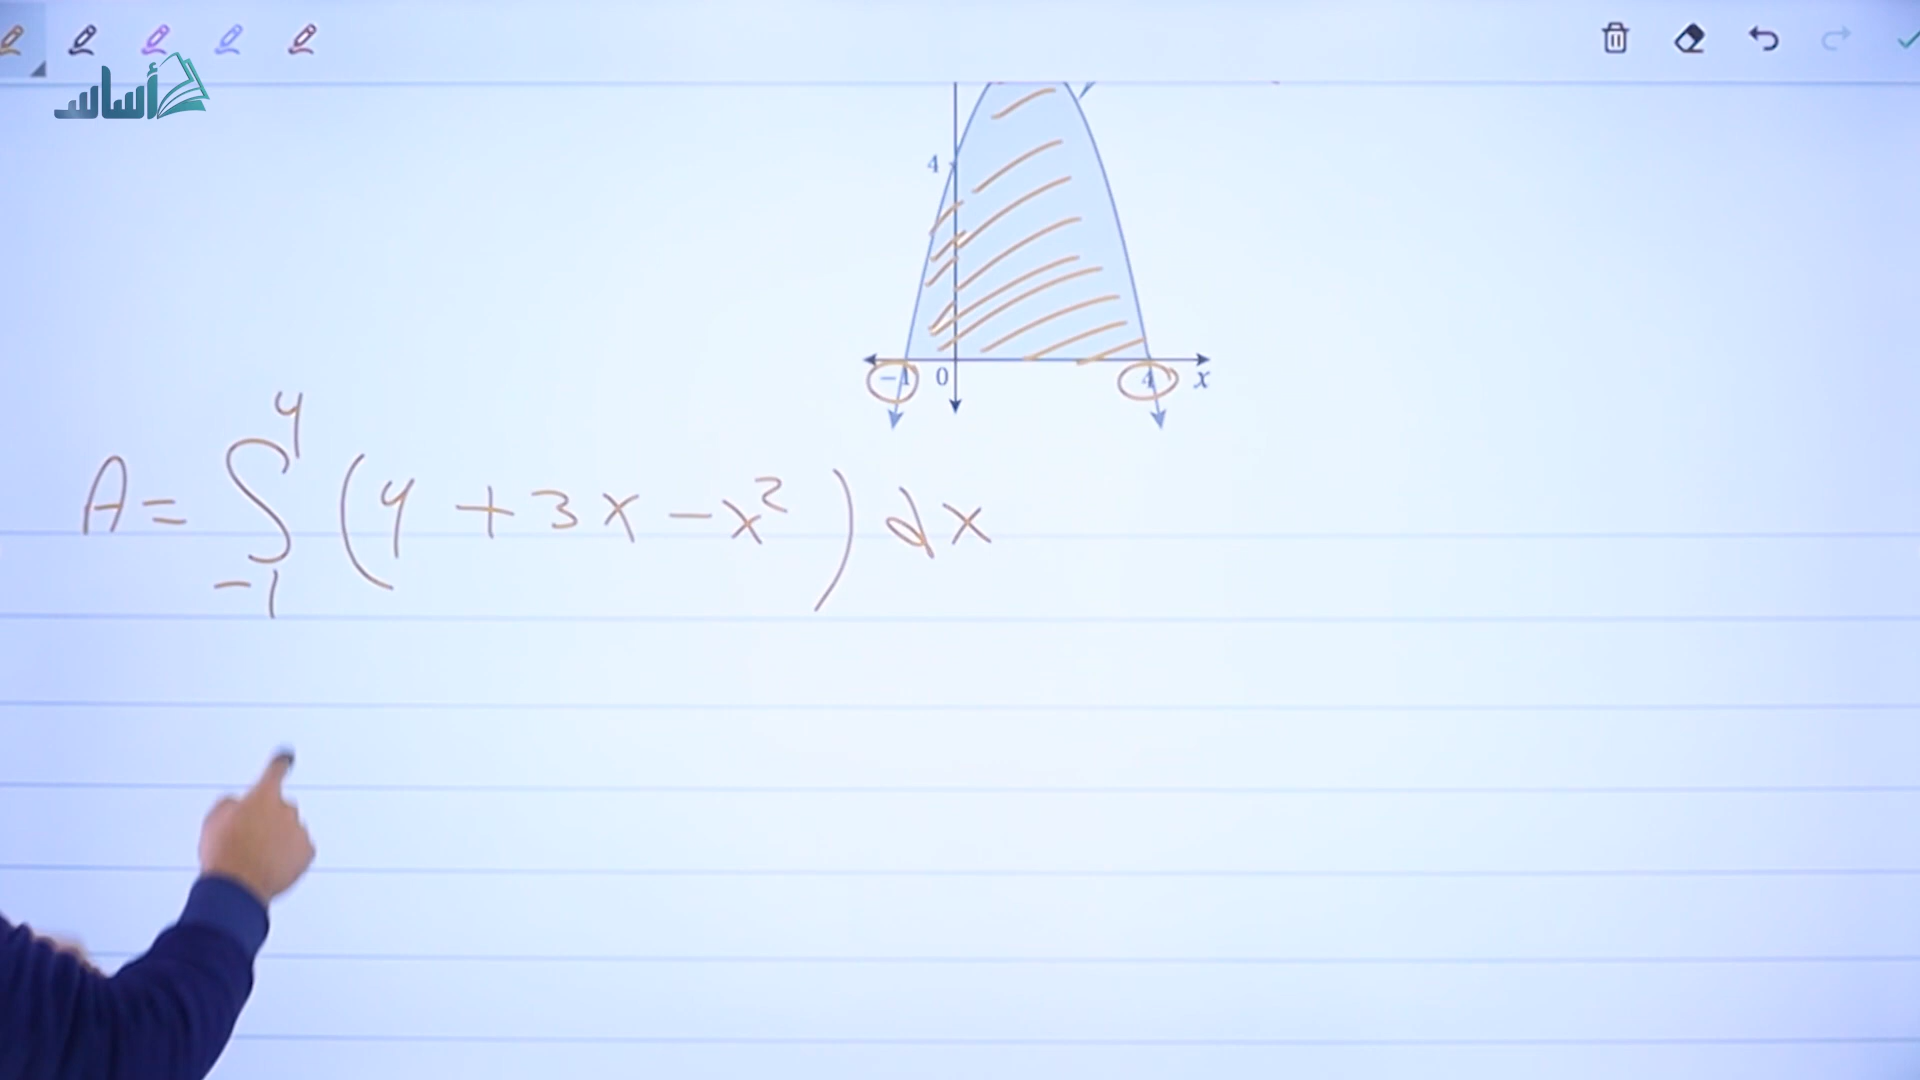 أساس
4
-1 0 4 x
A = ∫_{-1}^{4} (4 + 3x - x²) dx